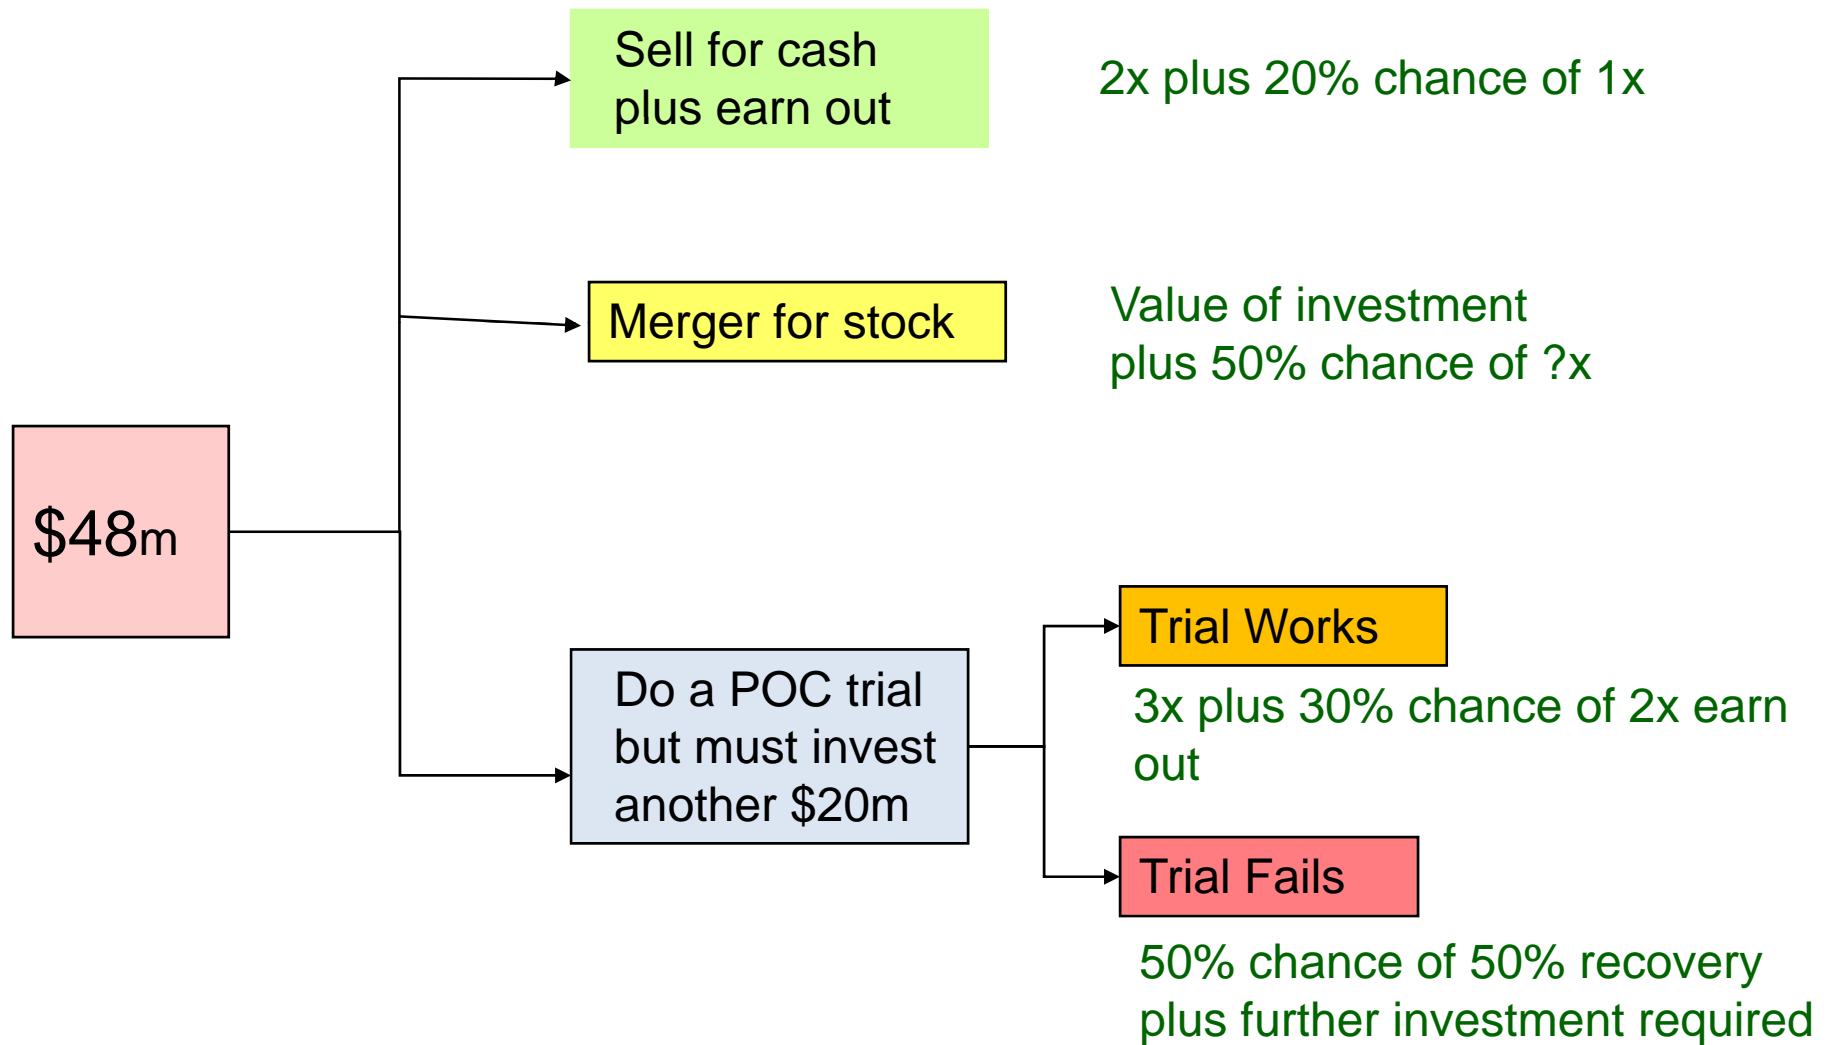 Sell for cash
plus earn out
2x plus 20% chance of 1x
Merger for stock
Value of investment
plus 50% chance of ?x
$48m
Do a POC trial
but must invest
another $20m
Trial Works
3x plus 30% chance of 2x earn
out
Trial Fails
50% chance of 50% recovery
plus further investment required